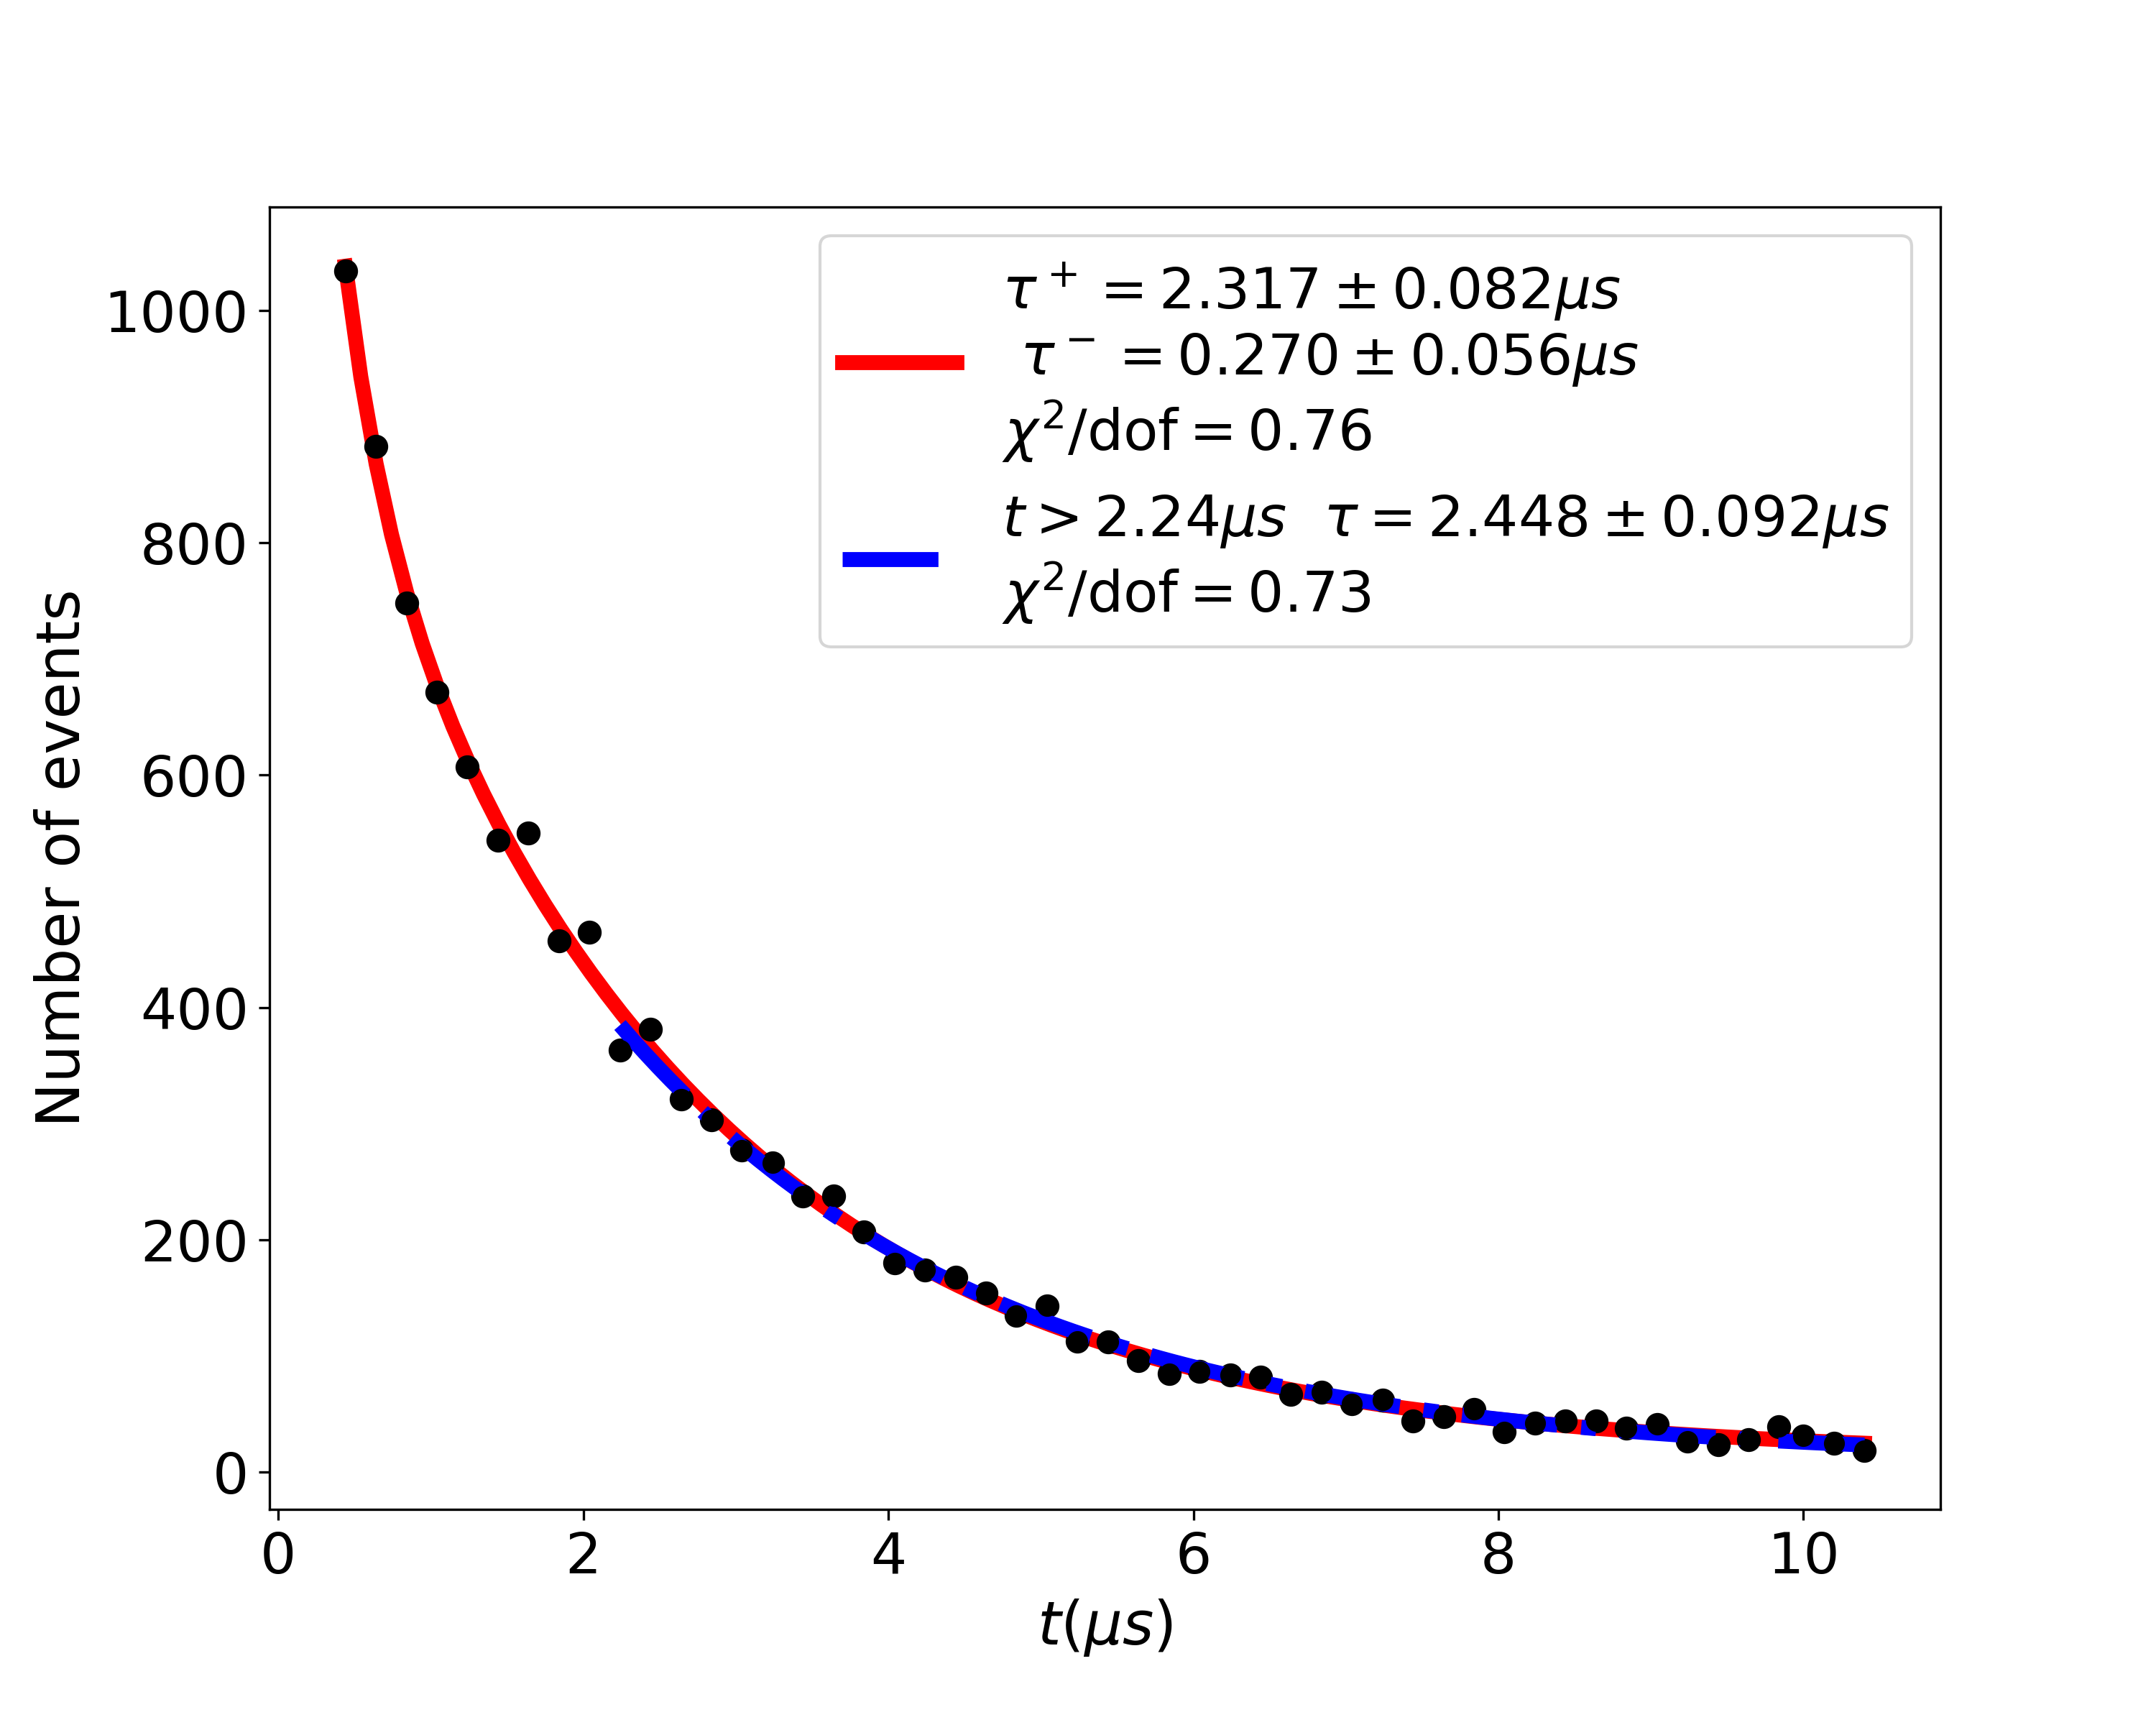 τ⁺ = 2.317 ± 0.082μs
τ⁻ = 0.270 ± 0.056μs
χ²/dof = 0.76
t > 2.24μs τ = 2.448 ± 0.092μs
χ²/dof = 0.73
Number of events
1000
800
600
400
200
0
0 2 4 6 8 10
t(μs)